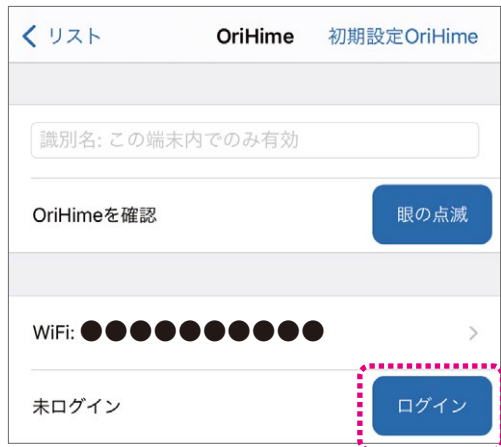 リスト OriHime 初期設定OriHime
識別名: この端末内でのみ有効
OriHimeを確認 眼の点滅
WiFi: ●●●●●●●●●●
未ログイン ログイン